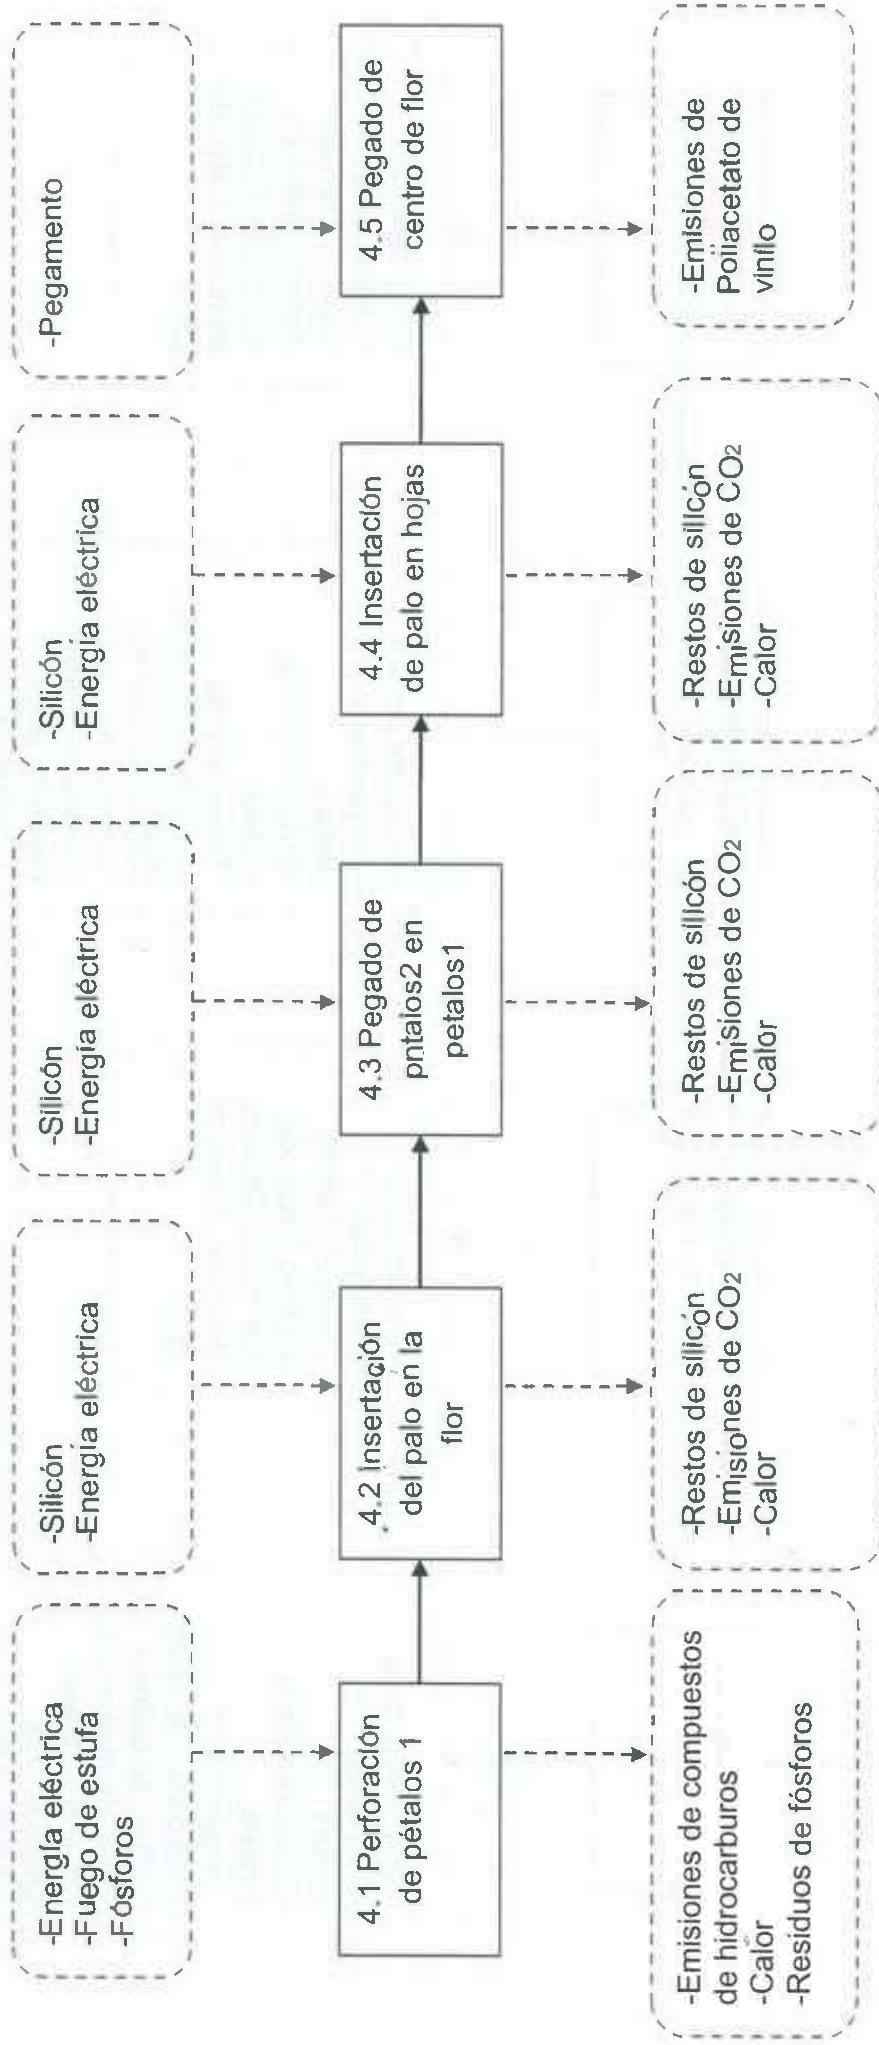 -Energía eléctrica
-Fuego de estufa
-Fósforos
-Silicón
-Energía eléctrica
-Silicón
-Energía eléctrica
-Silicón
-Energía eléctrica
-Pegamento
4.1 Perforación
de pétalos 1
4.2 Insertación
del palo en la
flor
4.3 Pegado de
pntalos2 en
petalos1
4.4 Insertación
de palo en hojas
4.5 Pegado de
centro de flor
-Emisiones de compuestos
de hidrocarburos
-Calor
-Residuos de fósforos
-Restos de silicón
-Emisiones de CO2
-Calor
-Restos de silicón
-Emisiones de CO2
-Calor
-Restos de silicón
-Emisiones de CO2
-Calor
-Emisiones de
Poliacetato de
vinilo